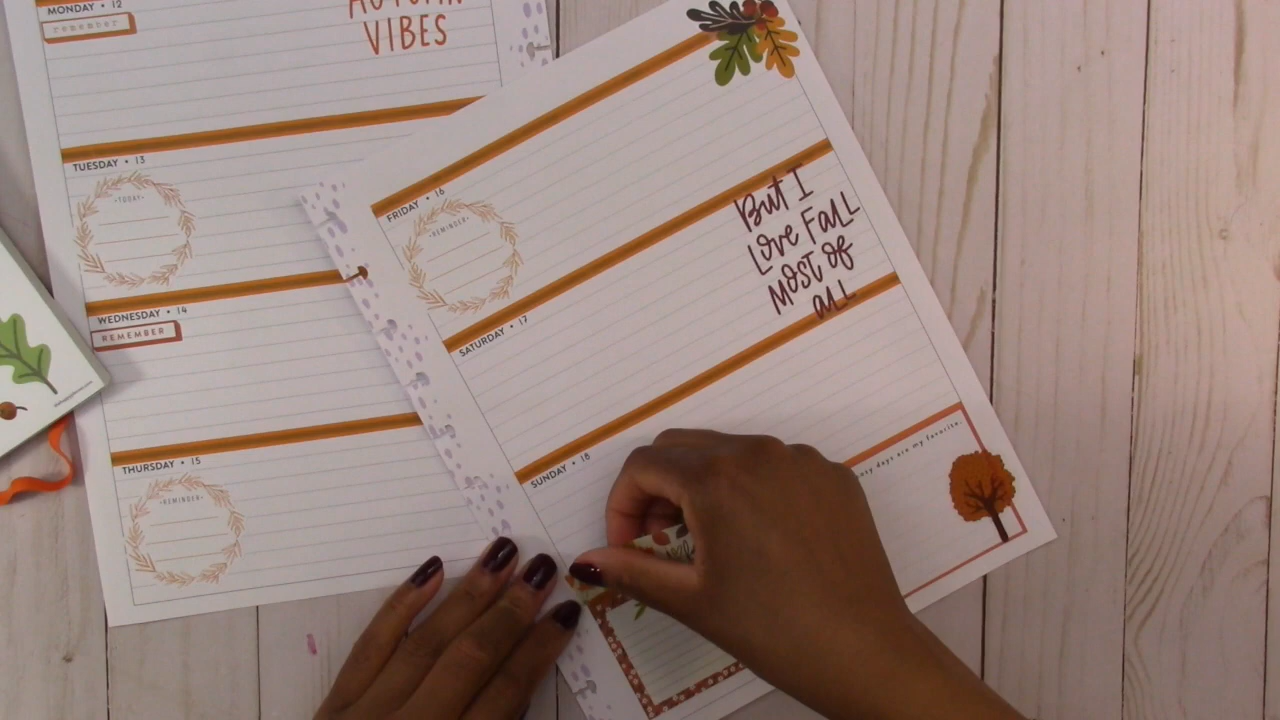 MONDAY • 12
remember
AUTUMN
VIBES
TUESDAY • 13
•TODAY•
WEDNESDAY • 14
REMEMBER
THURSDAY • 15
•REMINDER•
FRIDAY • 16
•REMINDER•
But I
Love FALL
MOST OF
ALL
SATURDAY • 17
SUNDAY • 18
days are my favorite.